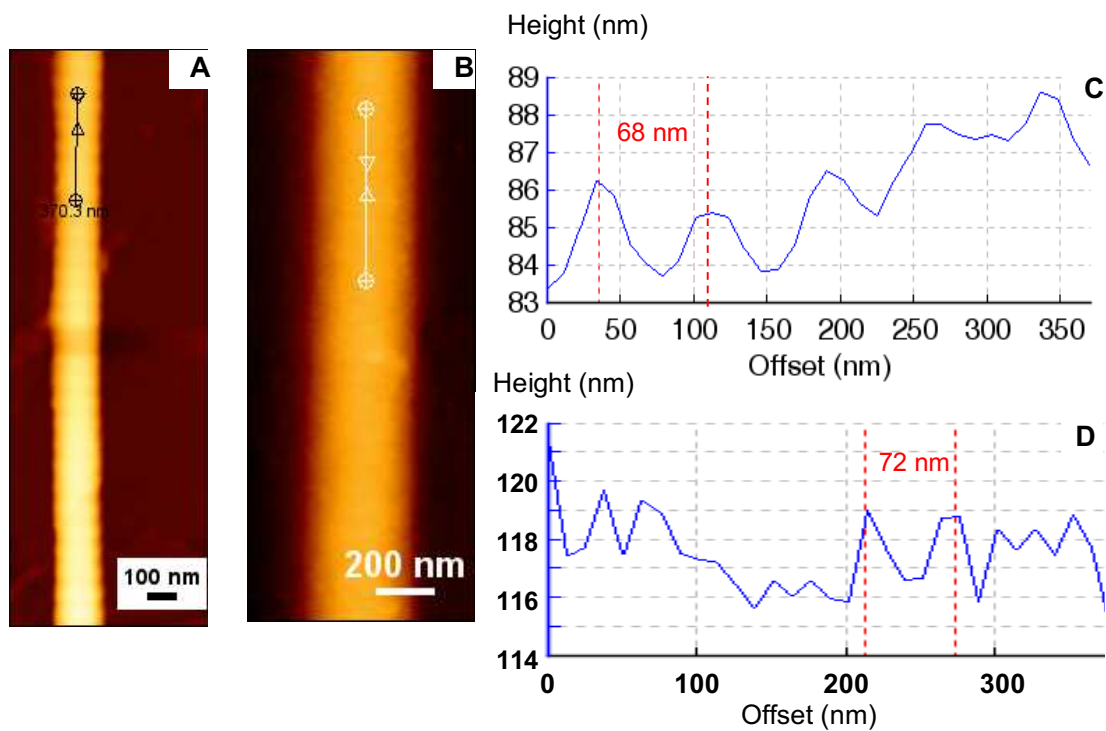 A
370.3 nm
100 nm
B
200 nm
Height (nm)
C
89
88
87
86
85
84
83
68 nm
0 50 100 150 200 250 300 350
Offset (nm)
Height (nm)
D
122
120
118
116
114
72 nm
0 100 200 300
Offset (nm)